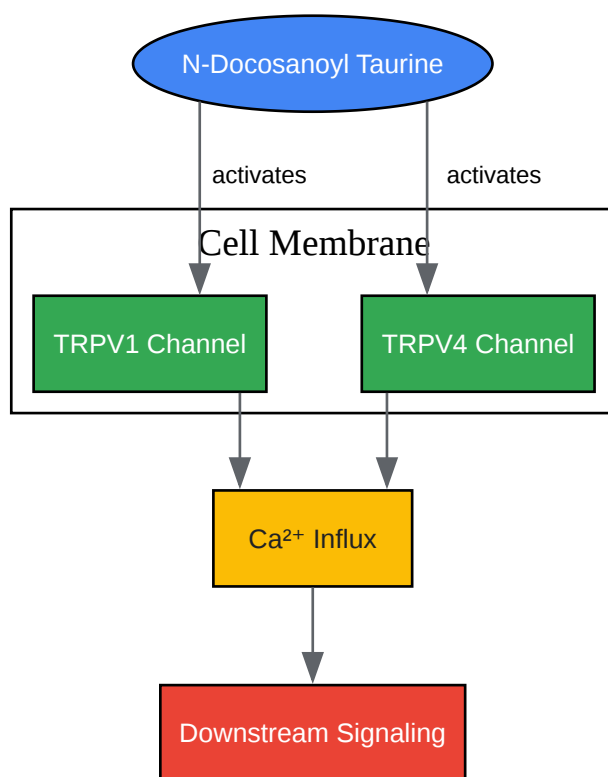 N-Docosanoyl Taurine
activates
activates
Cell Membrane
TRPV1 Channel
TRPV4 Channel
Ca²⁺ Influx
Downstream Signaling